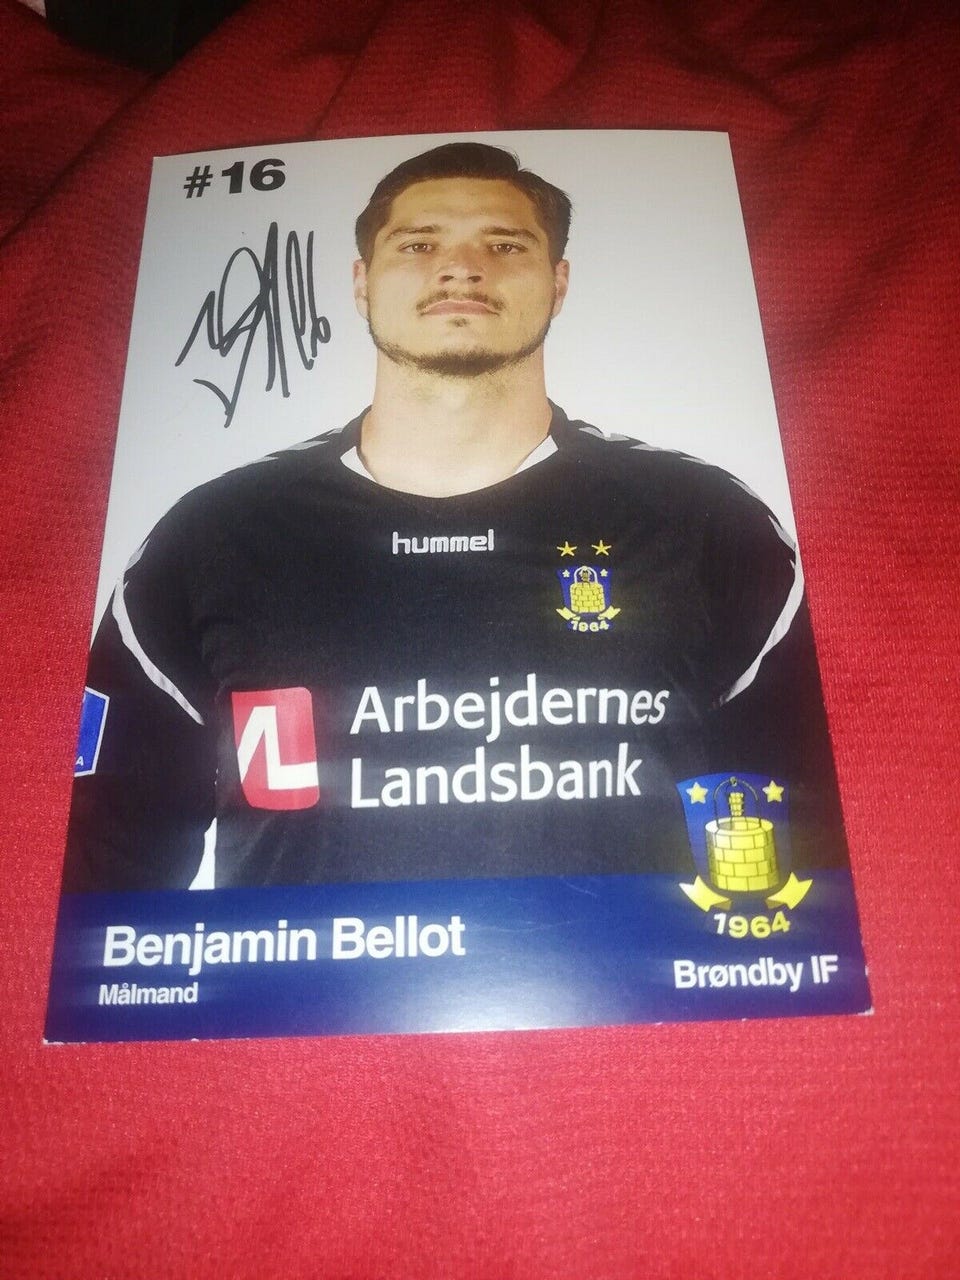 #16
hummel
1964
Arbejdernes
Landsbank
A
1964
Benjamin Bellot
Målmand
Brøndby IF